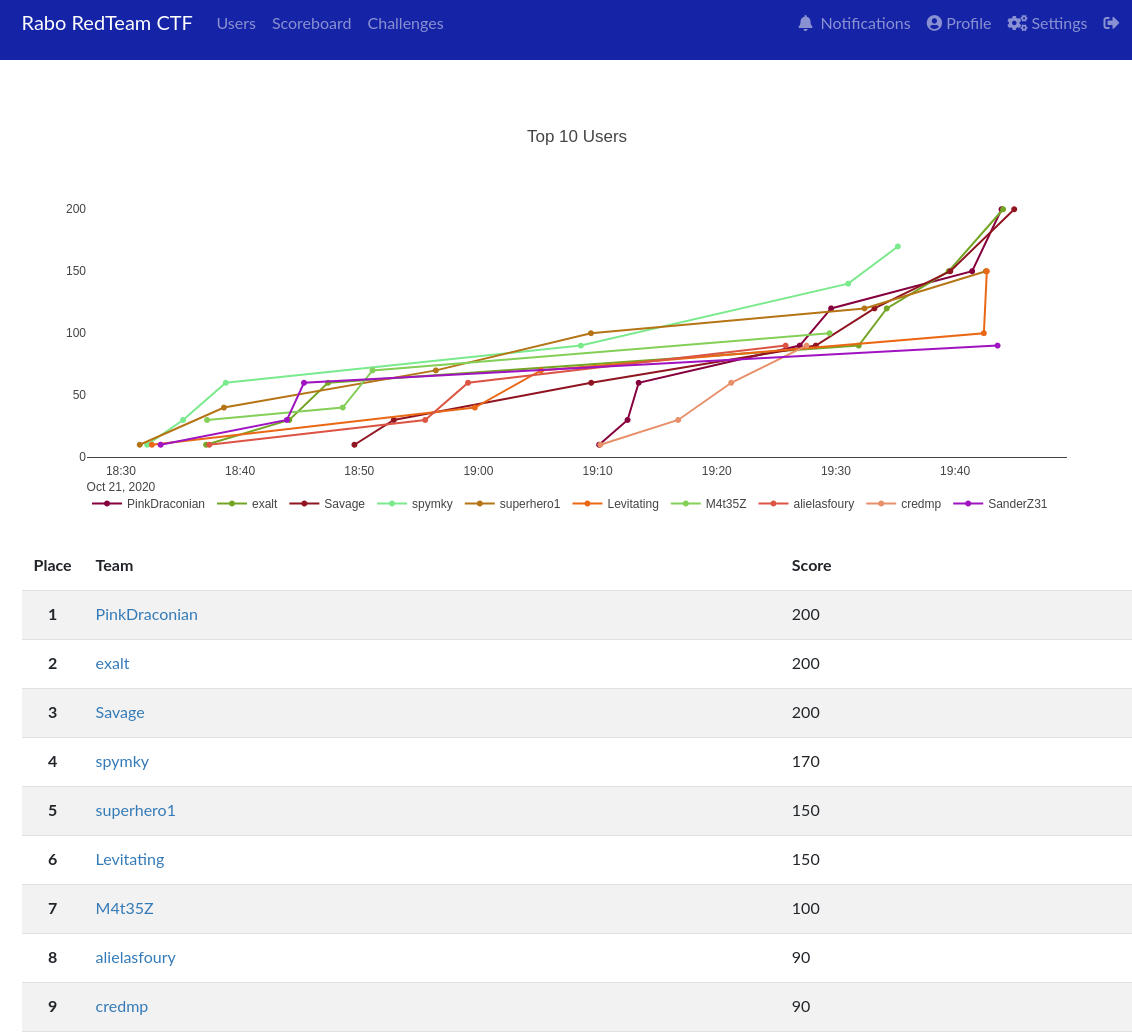 Rabo RedTeam CTF Users Scoreboard Challenges Notifications Profile Settings
Top 10 Users
200
150
100
50
0
18:30 18:40 18:50 19:00 19:10 19:20 19:30 19:40
Oct 21, 2020
PinkDraconian exalt Savage spymky superhero1 Levitating M4t35Z alielasfoury credmp SanderZ31
Place Team Score
1 PinkDraconian 200
2 exalt 200
3 Savage 200
4 spymky 170
5 superhero1 150
6 Levitating 150
7 M4t35Z 100
8 alielasfoury 90
9 credmp 90